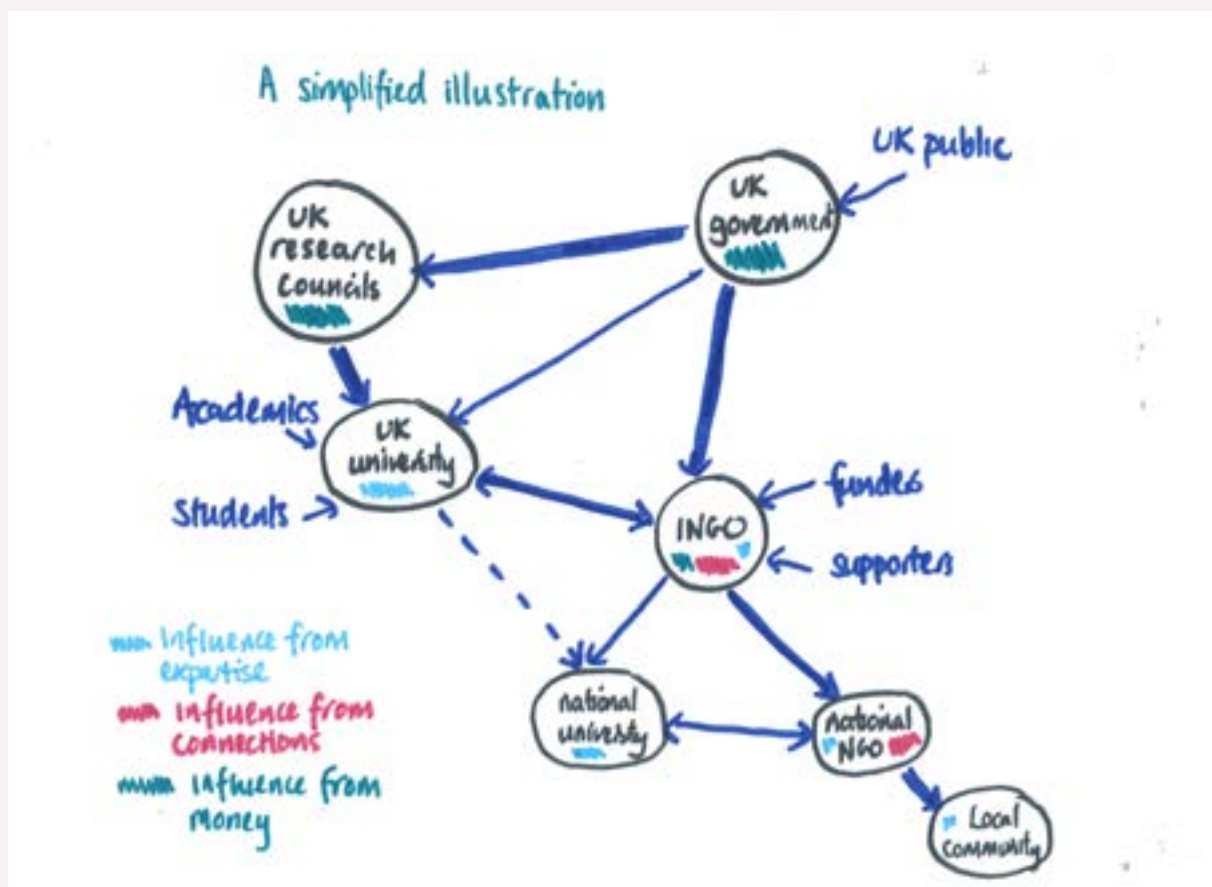 A simplified illustration
UK public
UK
government
UK
research
councils
Academics
UK
university
Students
INGO
fundes
supporters
national
university
national
NGO
Local
community
Influence from
expertise
Influence from
connections
Influence from
money